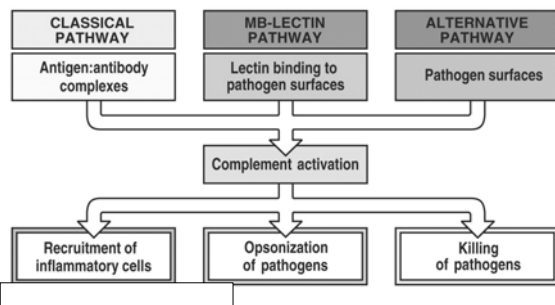 CLASSICAL
PATHWAY
MB-LECTIN
PATHWAY
ALTERNATIVE
PATHWAY
Antigen:antibody
complexes
Lectin binding to
pathogen surfaces
Pathogen surfaces
Complement activation
Recruitment of
inflammatory cells
Opsonization
of pathogens
Killing
of pathogens